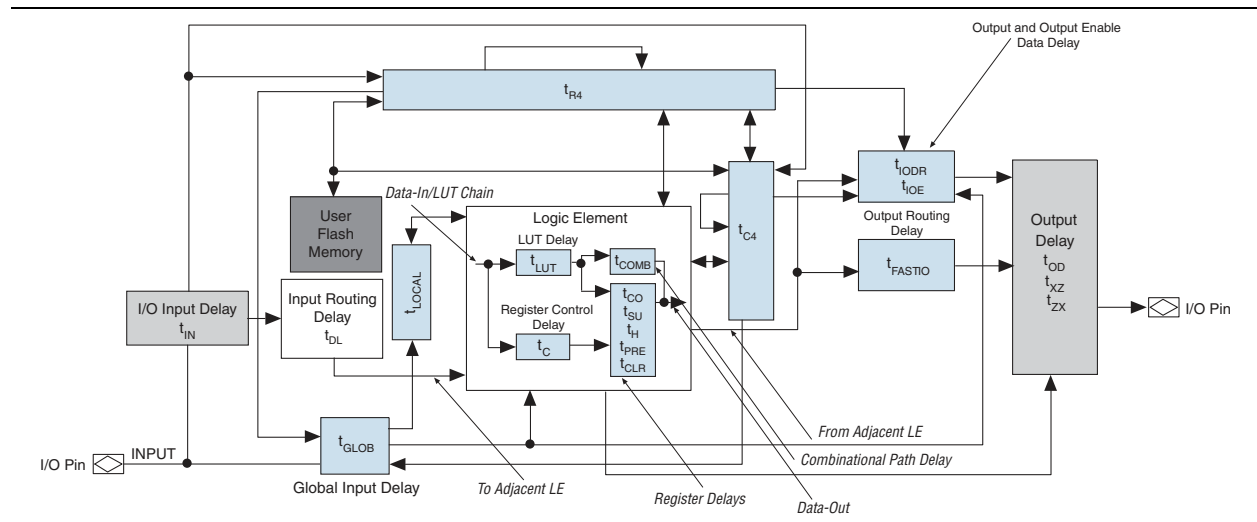 Output and Output Enable
Data Delay
tR4
tIODR
tIOE
Data-In/LUT Chain
User
Flash
Memory
Logic Element
LUT Delay
tLUT
tCOMB
tC4
Output Routing
Delay
tFASTIO
Output
Delay
tOD
tXZ
tZX
I/O Pin
tLOCAL
I/O Input Delay
tIN
Input Routing
Delay
tDL
Register Control
Delay
tC
tCO
tSU
tH
tPRE
tCLR
From Adjacent LE
INPUT
I/O Pin
tGLOB
Global Input Delay
To Adjacent LE
Combinational Path Delay
Register Delays
Data-Out